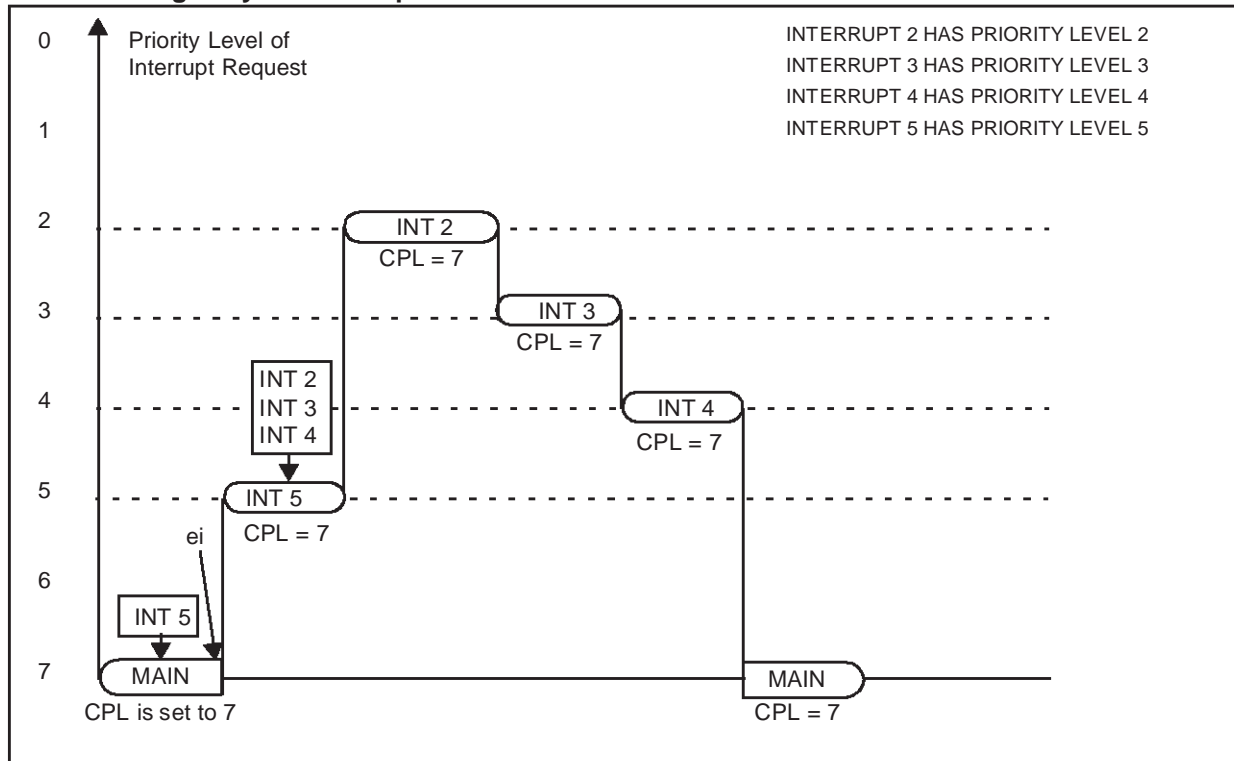 0
Priority Level of
Interrupt Request
INTERRUPT 2 HAS PRIORITY LEVEL 2
INTERRUPT 3 HAS PRIORITY LEVEL 3
INTERRUPT 4 HAS PRIORITY LEVEL 4
INTERRUPT 5 HAS PRIORITY LEVEL 5
1
2
INT 2
CPL = 7
3
INT 3
CPL = 7
INT 2
INT 3
INT 4
4
INT 4
CPL = 7
5
INT 5
CPL = 7
ei
6
INT 5
7
MAIN
CPL is set to 7
MAIN
CPL = 7